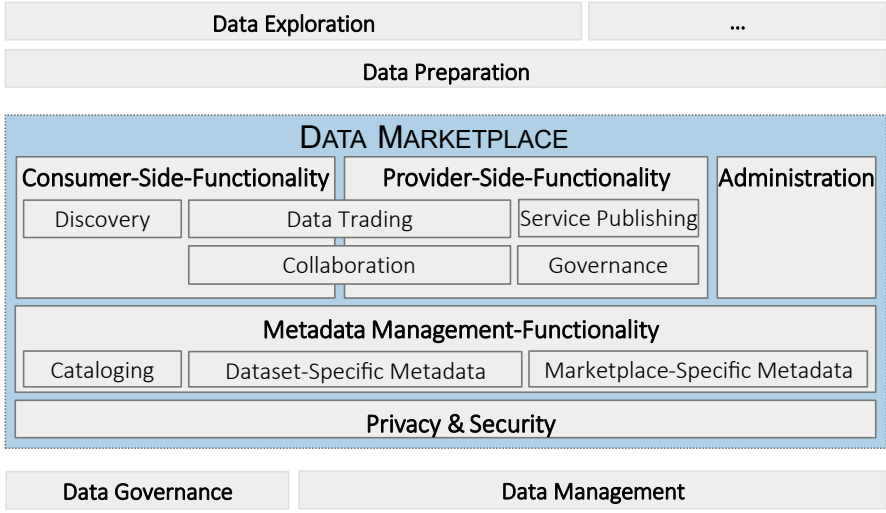 Data Exploration
...
Data Preparation
DATA MARKETPLACE
Consumer-Side-Functionality
Provider-Side-Functionality
Administration
Discovery
Data Trading
Service Publishing
Collaboration
Governance
Metadata Management-Functionality
Cataloging
Dataset-Specific Metadata
Marketplace-Specific Metadata
Privacy & Security
Data Governance
Data Management